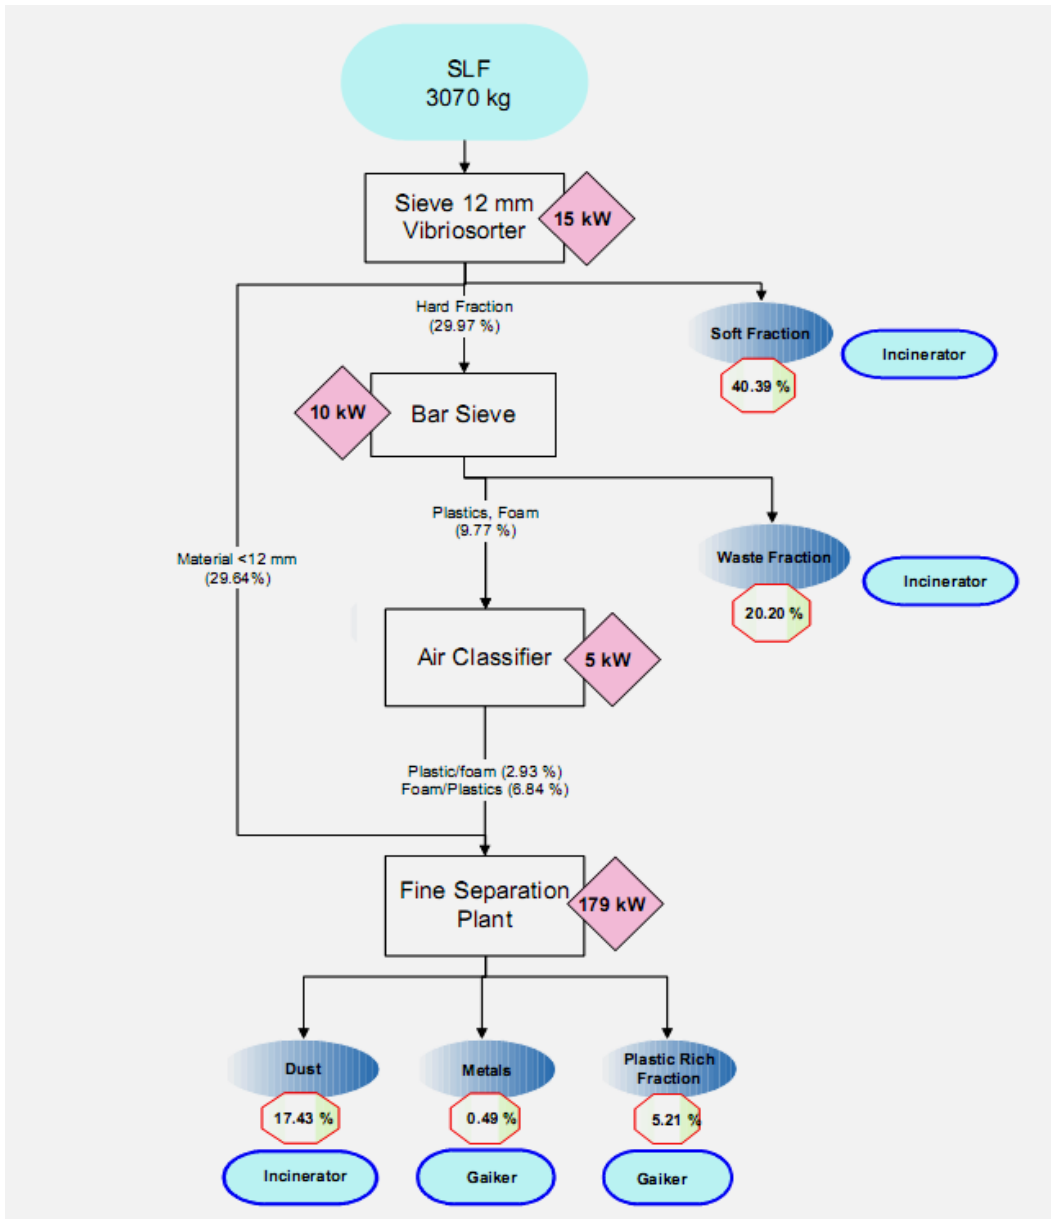 SLF
3070 kg
Sieve 12 mm
Vibriosorter
15 kW
Hard Fraction
(29.97 %)
Soft Fraction
Incinerator
40.39 %
10 kW
Bar Sieve
Plastics, Foam
(9.77 %)
Material <12 mm
(29.64%)
Waste Fraction
Incinerator
20.20 %
Air Classifier
5 kW
Plastic/foam (2.93 %)
Foam/Plastics (6.84 %)
Fine Separation
Plant
179 kW
Dust
17.43 %
Incinerator
Metals
0.49 %
Gaiker
Plastic Rich
Fraction
5.21 %
Gaiker